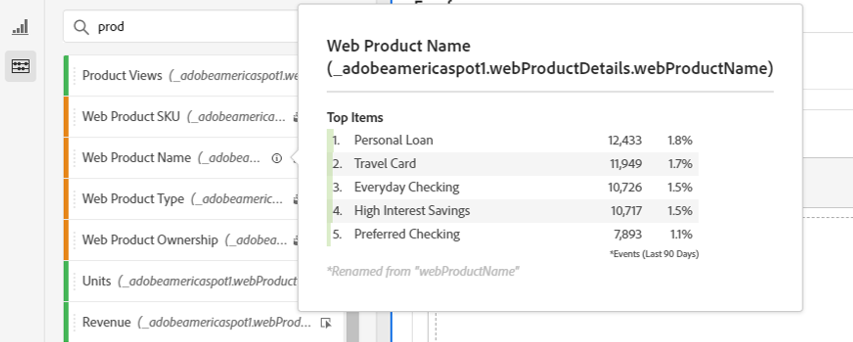 prod
Product Views (_adobeamericaspot1.we
Web Product SKU (_adobeamerica...
Web Product Name (_adobea...
Web Product Type (_adobeameric...
Web Product Ownership (_adobea...
Units (_adobeamericaspot1.webProduct
Revenue (_adobeamericaspot1.webProd...
Web Product Name
(_adobeamericaspot1.webProductDetails.webProductName)
Top Items
1. Personal Loan 12,433 1.8%
2. Travel Card 11,949 1.7%
3. Everyday Checking 10,726 1.5%
4. High Interest Savings 10,717 1.5%
5. Preferred Checking 7,893 1.1%
*Events (Last 90 Days)
*Renamed from "webProductName"